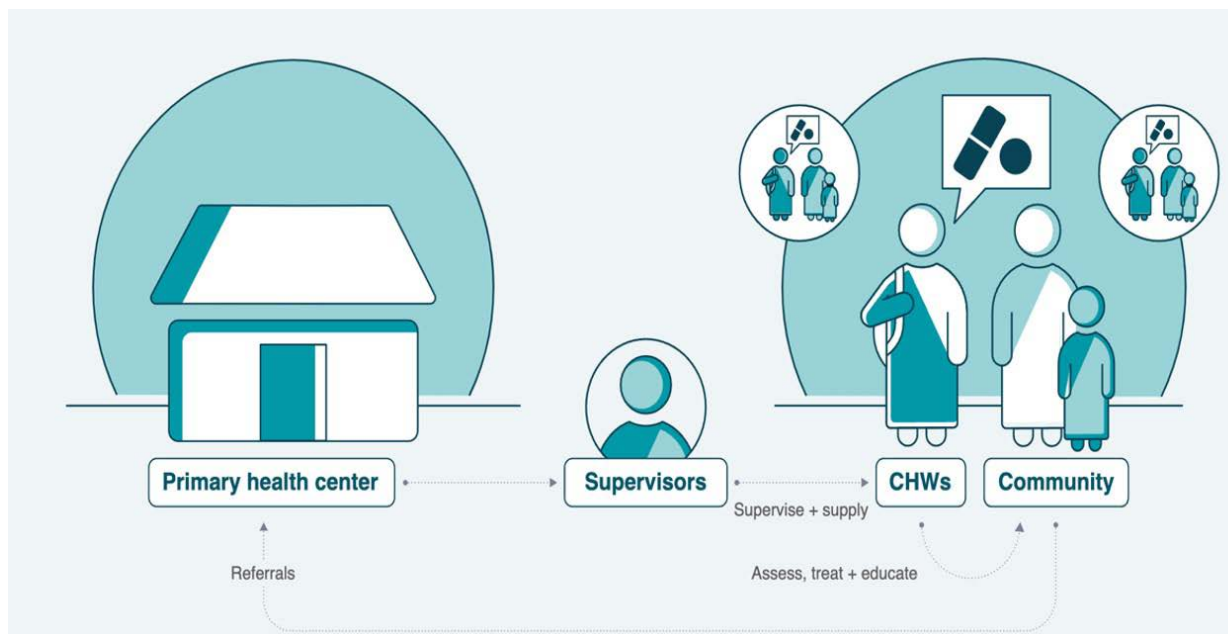 Primary health center
Supervisors
CHWs
Community
Supervise + supply
Referrals
Assess, treat + educate